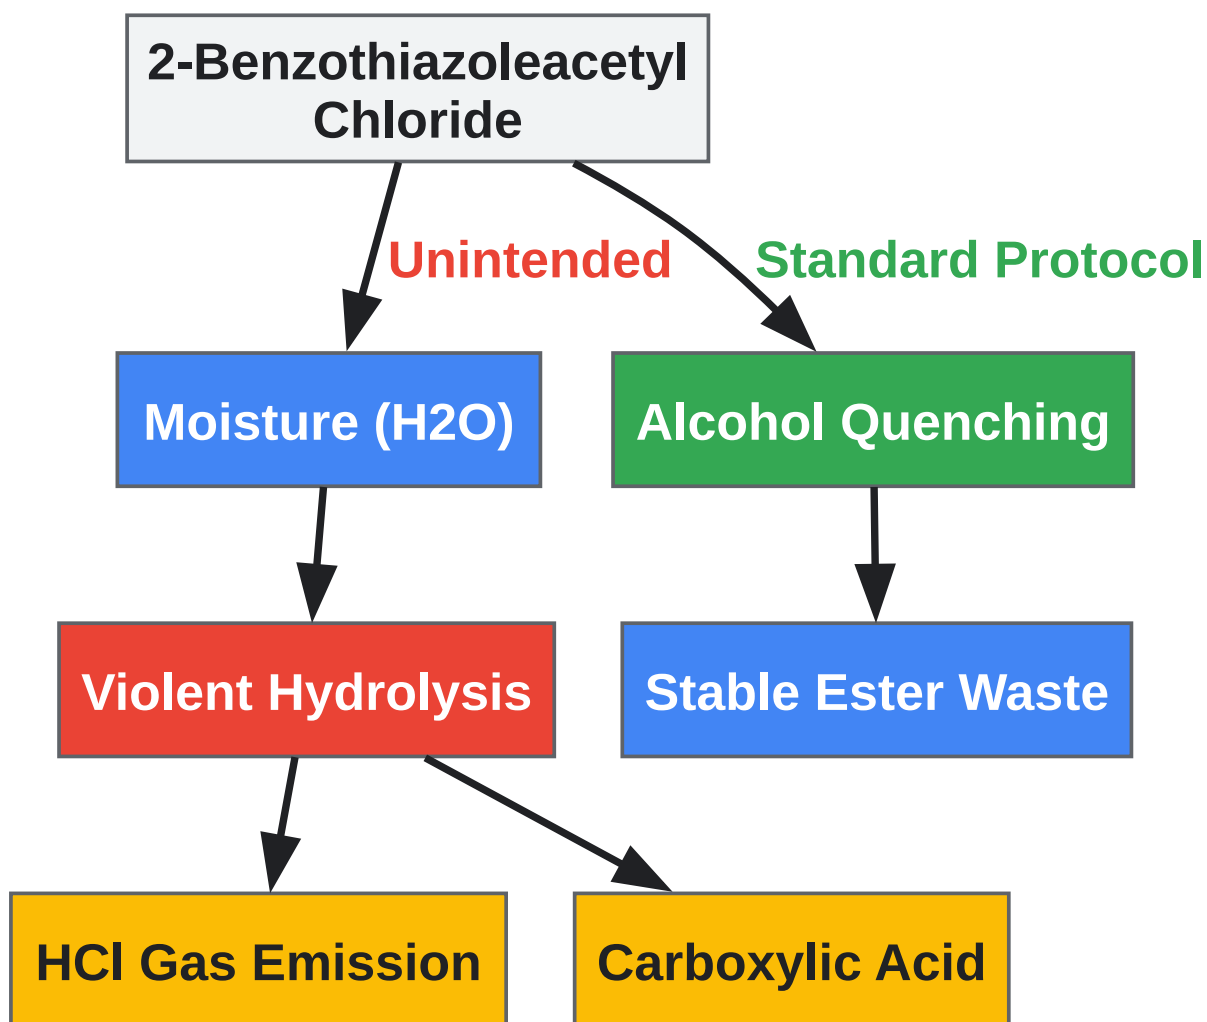 2-Benzothiazoleacetyl
Chloride
Unintended
Standard Protocol
Moisture (H2O)
Alcohol Quenching
Violent Hydrolysis
Stable Ester Waste
HCl Gas Emission
Carboxylic Acid